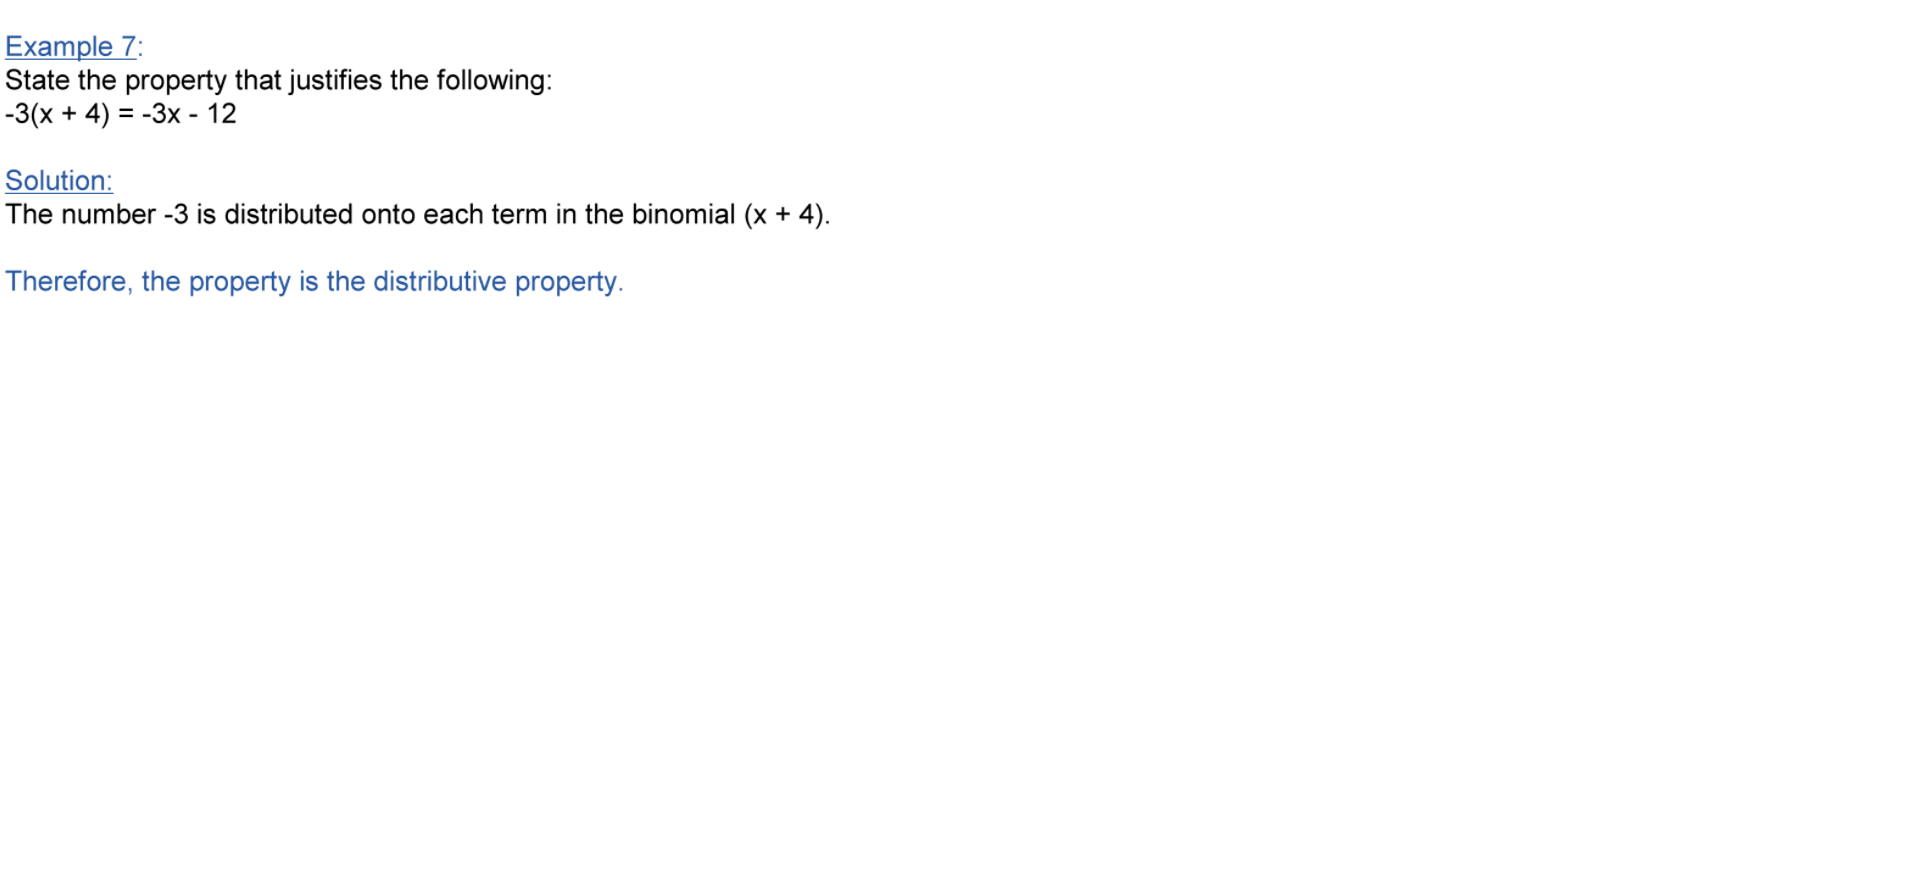 Example 7:
State the property that justifies the following:
-3(x + 4) = -3x - 12
Solution:
The number -3 is distributed onto each term in the binomial (x + 4).
Therefore, the property is the distributive property.